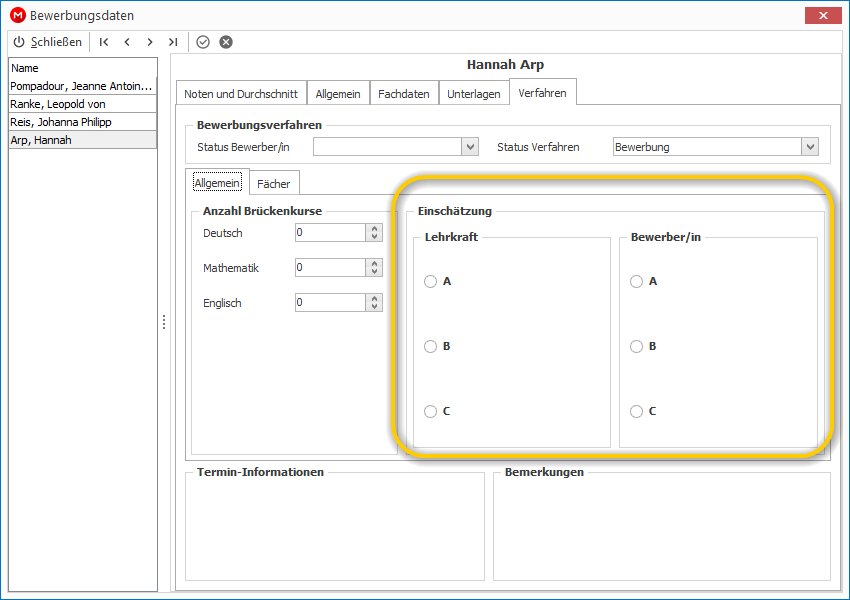 Bewerbungsdaten
Schließen
Name
Pompadour, Jeanne Antoin...
Ranke, Leopold von
Reis, Johanna Philipp
Arp, Hannah
Hannah Arp
Noten und Durchschnitt Allgemein Fachdaten Unterlagen Verfahren
Bewerbungsverfahren
Status Bewerber/in Status Verfahren Bewerbung
Allgemein Fächer
Anzahl Brückenkurse
Deutsch 0
Mathematik 0
Englisch 0
Einschätzung
Lehrkraft
A
B
C
Bewerber/in
A
B
C
Termin-Informationen
Bemerkungen